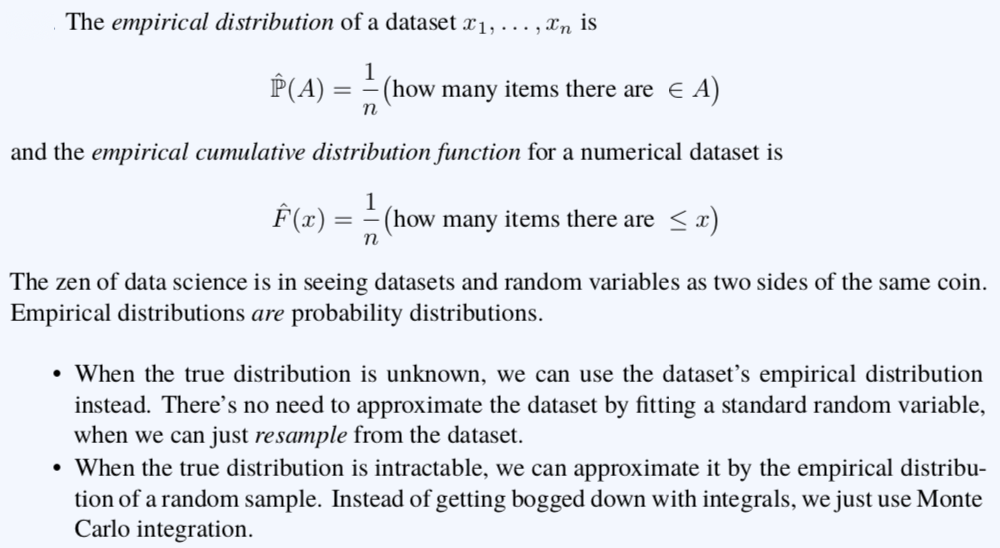 The empirical distribution of a dataset x₁, . . . , xₙ is
P̂(A) = 1/n (how many items there are ∈ A)
and the empirical cumulative distribution function for a numerical dataset is
F̂(x) = 1/n (how many items there are ≤ x)
The zen of data science is in seeing datasets and random variables as two sides of the same coin.
Empirical distributions are probability distributions.
• When the true distribution is unknown, we can use the dataset's empirical distribution
instead. There's no need to approximate the dataset by fitting a standard random variable,
when we can just resample from the dataset.
• When the true distribution is intractable, we can approximate it by the empirical distribu-
tion of a random sample. Instead of getting bogged down with integrals, we just use Monte
Carlo integration.